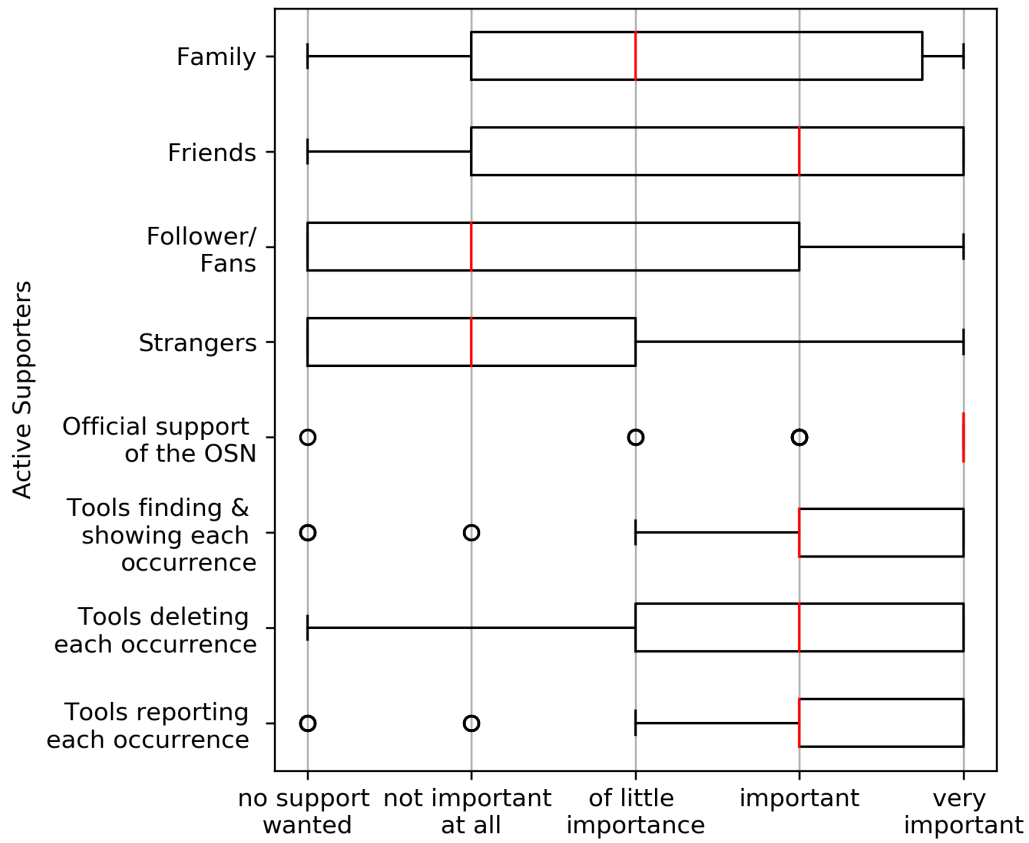 Active Supporters
Family
Friends
Follower/
Fans
Strangers
Official support
of the OSN
Tools finding &
showing each
occurrence
Tools deleting
each occurrence
Tools reporting
each occurrence
no support
wanted
not important
at all
of little
importance
important
very
important